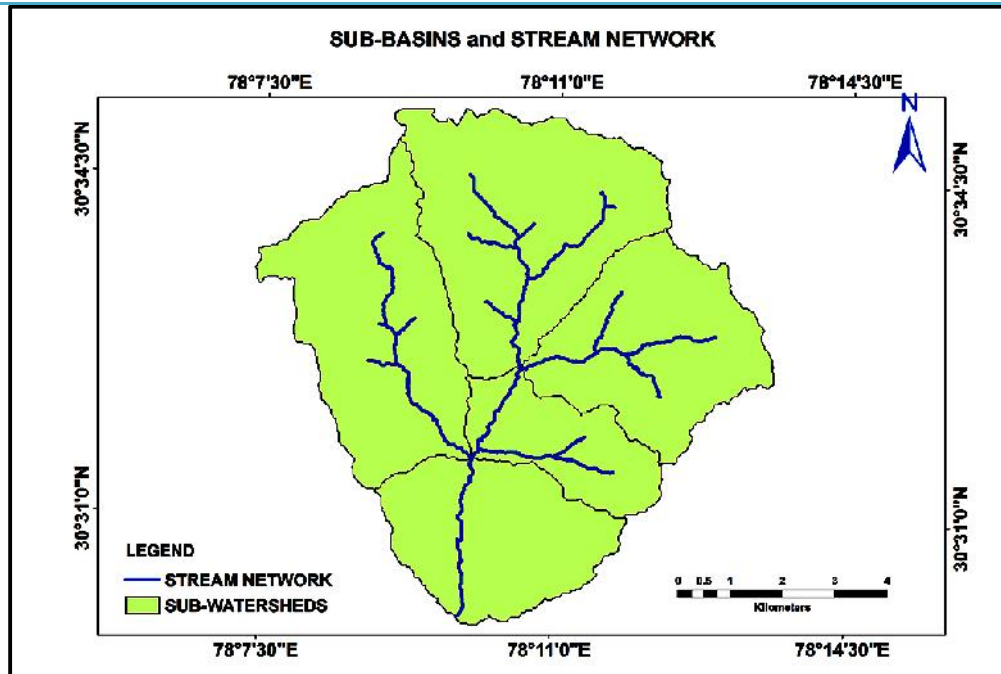 SUB-BASINS and STREAM NETWORK
78°7'30"E 78°11'0"E 78°14'30"E
N
30°34'30"N 30°34'30"N
30°31'0"N 30°31'0"N
LEGEND
STREAM NETWORK
SUB-WATERSHEDS
0 0.5 1 2 3 4
Kilometers
78°7'30"E 78°11'0"E 78°14'30"E